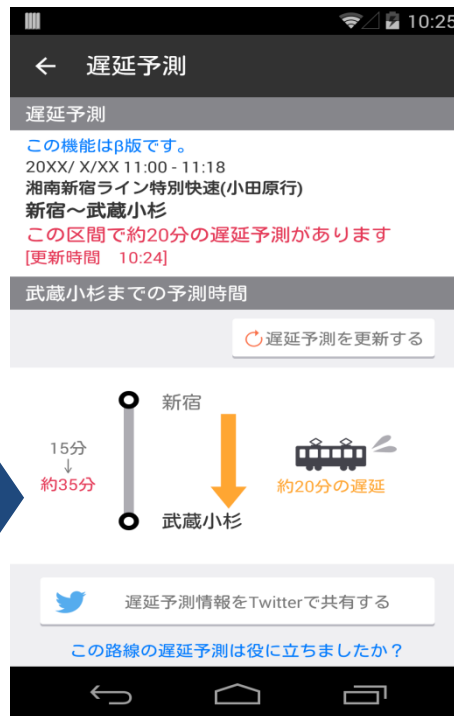 10:25
遅延予測
遅延予測
この機能はβ版です。
20XX/ X/XX 11:00 - 11:18
湘南新宿ライン特別快速(小田原行)
新宿～武蔵小杉
この区間で約20分の遅延予測があります
[更新時間　10:24]
武蔵小杉までの予測時間
遅延予測を更新する
新宿
15分
↓
約35分
約20分の遅延
武蔵小杉
遅延予測情報をTwitterで共有する
この路線の遅延予測は役に立ちましたか？